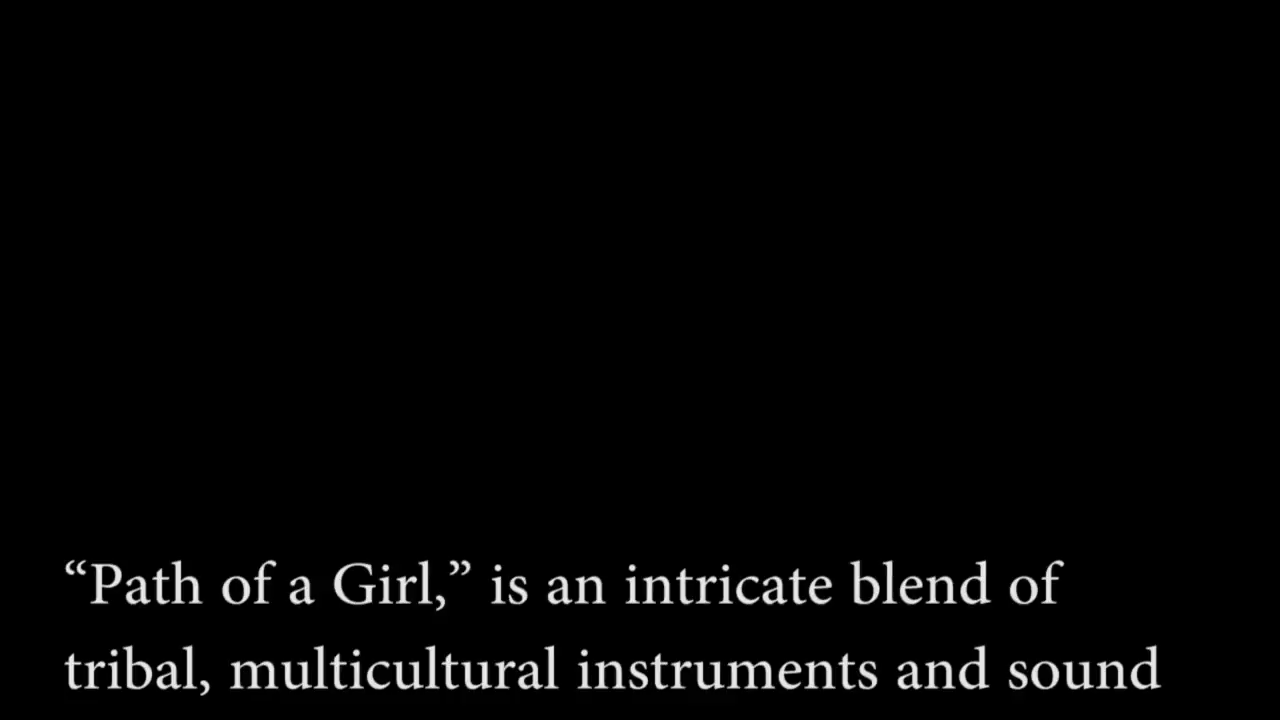 “Path of a Girl,” is an intricate blend of
tribal, multicultural instruments and sound